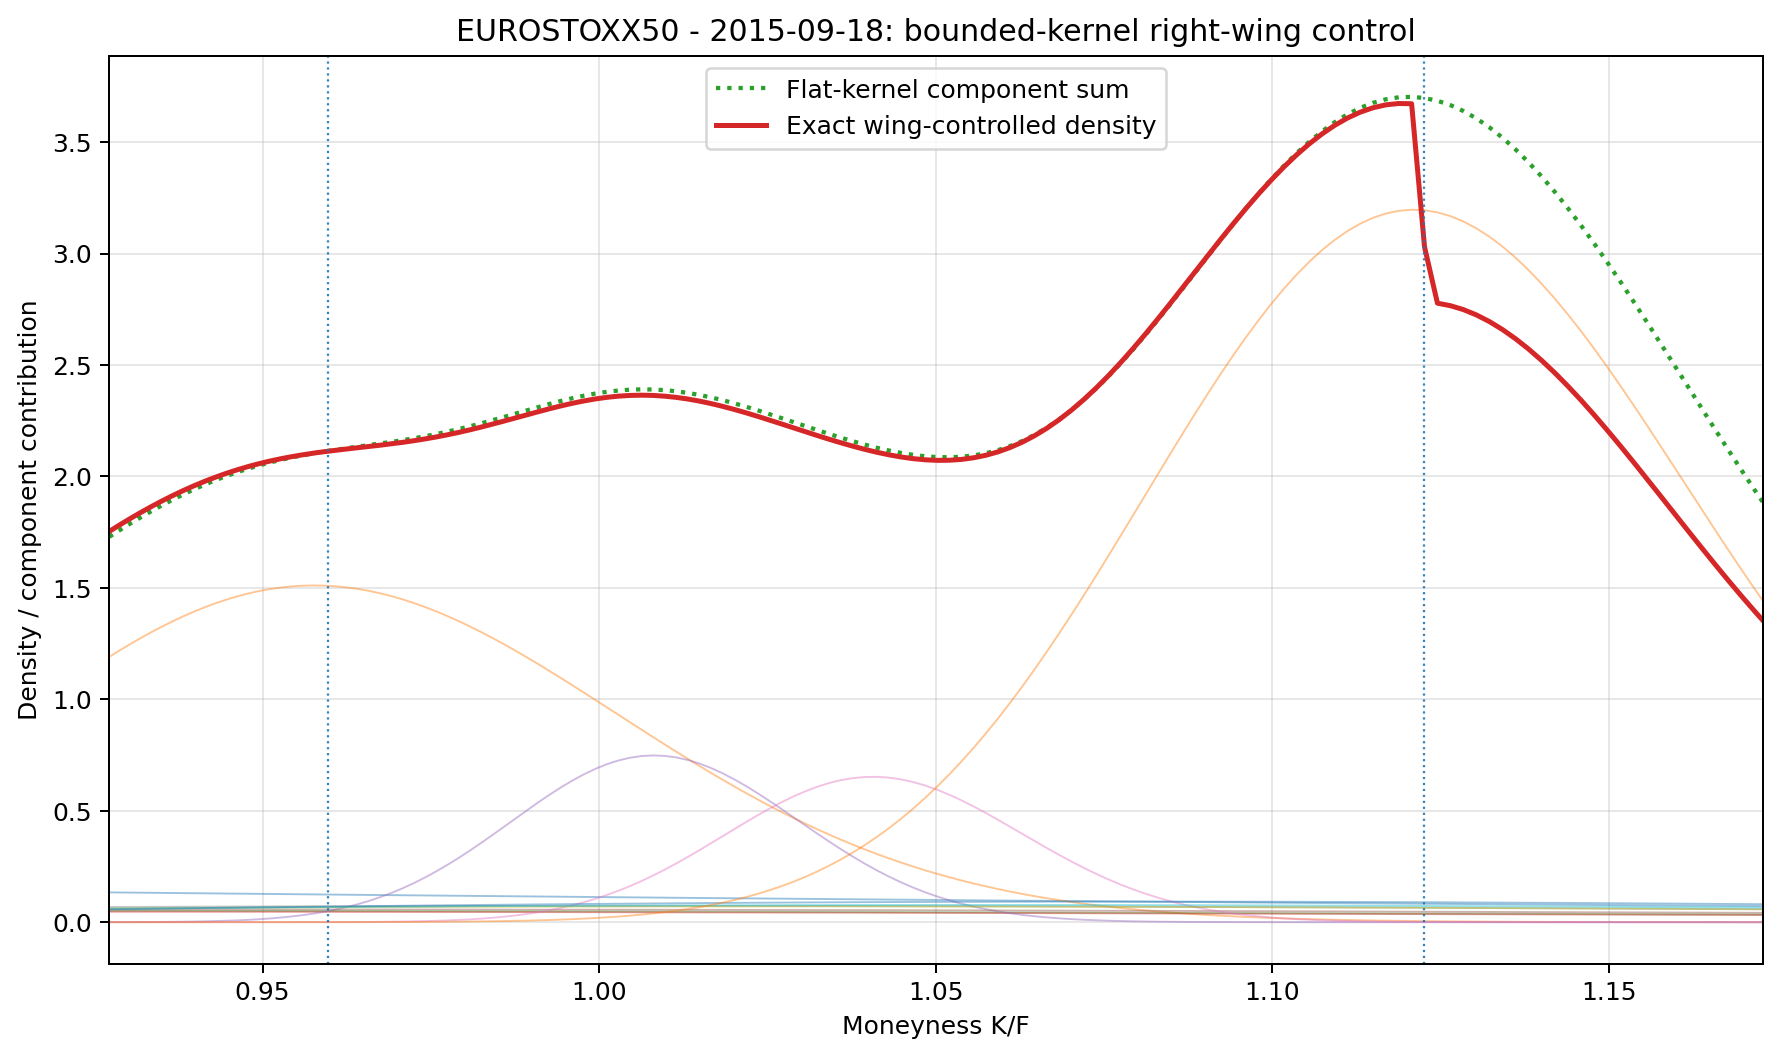 EUROSTOXX50 - 2015-09-18: bounded-kernel right-wing control
Flat-kernel component sum
Exact wing-controlled density
Density / component contribution
3.5
3.0
2.5
2.0
1.5
1.0
0.5
0.0
0.95
1.00
1.05
1.10
1.15
Moneyness K/F